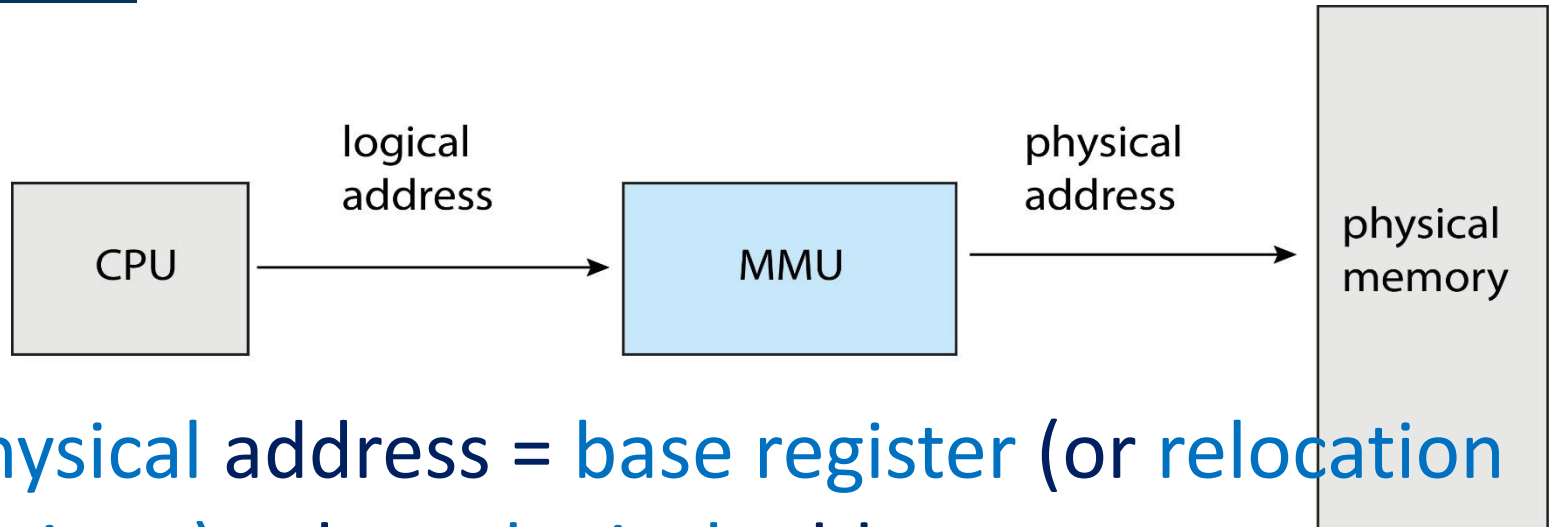 logical
address
physical
address
CPU
MMU
physical
memory
hysical address = base register (or relocation